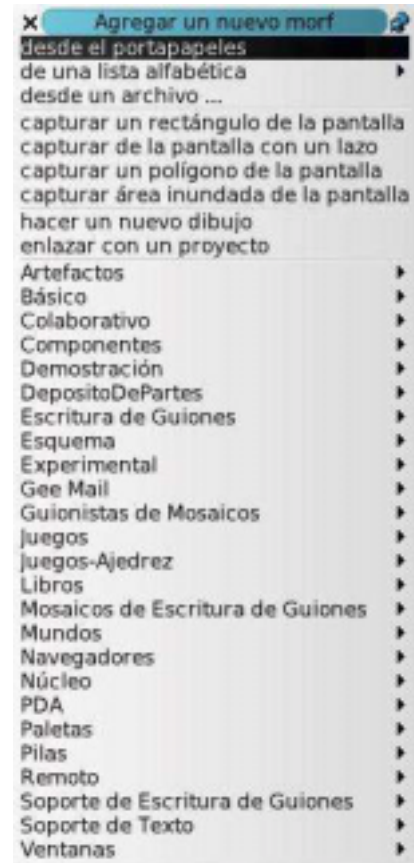 Agregar un nuevo morf
desde el portapapeles
de una lista alfabética
desde un archivo ...
capturar un rectángulo de la pantalla
capturar de la pantalla con un lazo
capturar un polígono de la pantalla
capturar área inundada de la pantalla
hacer un nuevo dibujo
enlazar con un proyecto
Artefactos
Básico
Colaborativo
Componentes
Demostración
DepositoDePartes
Escritura de Guiones
Esquema
Experimental
Gee Mail
Guionistas de Mosaicos
Juegos
Juegos-Ajedrez
Libros
Mosaicos de Escritura de Guiones
Mundos
Navegadores
Núcleo
PDA
Paletas
Pilas
Remoto
Soporte de Escritura de Guiones
Soporte de Texto
Ventanas